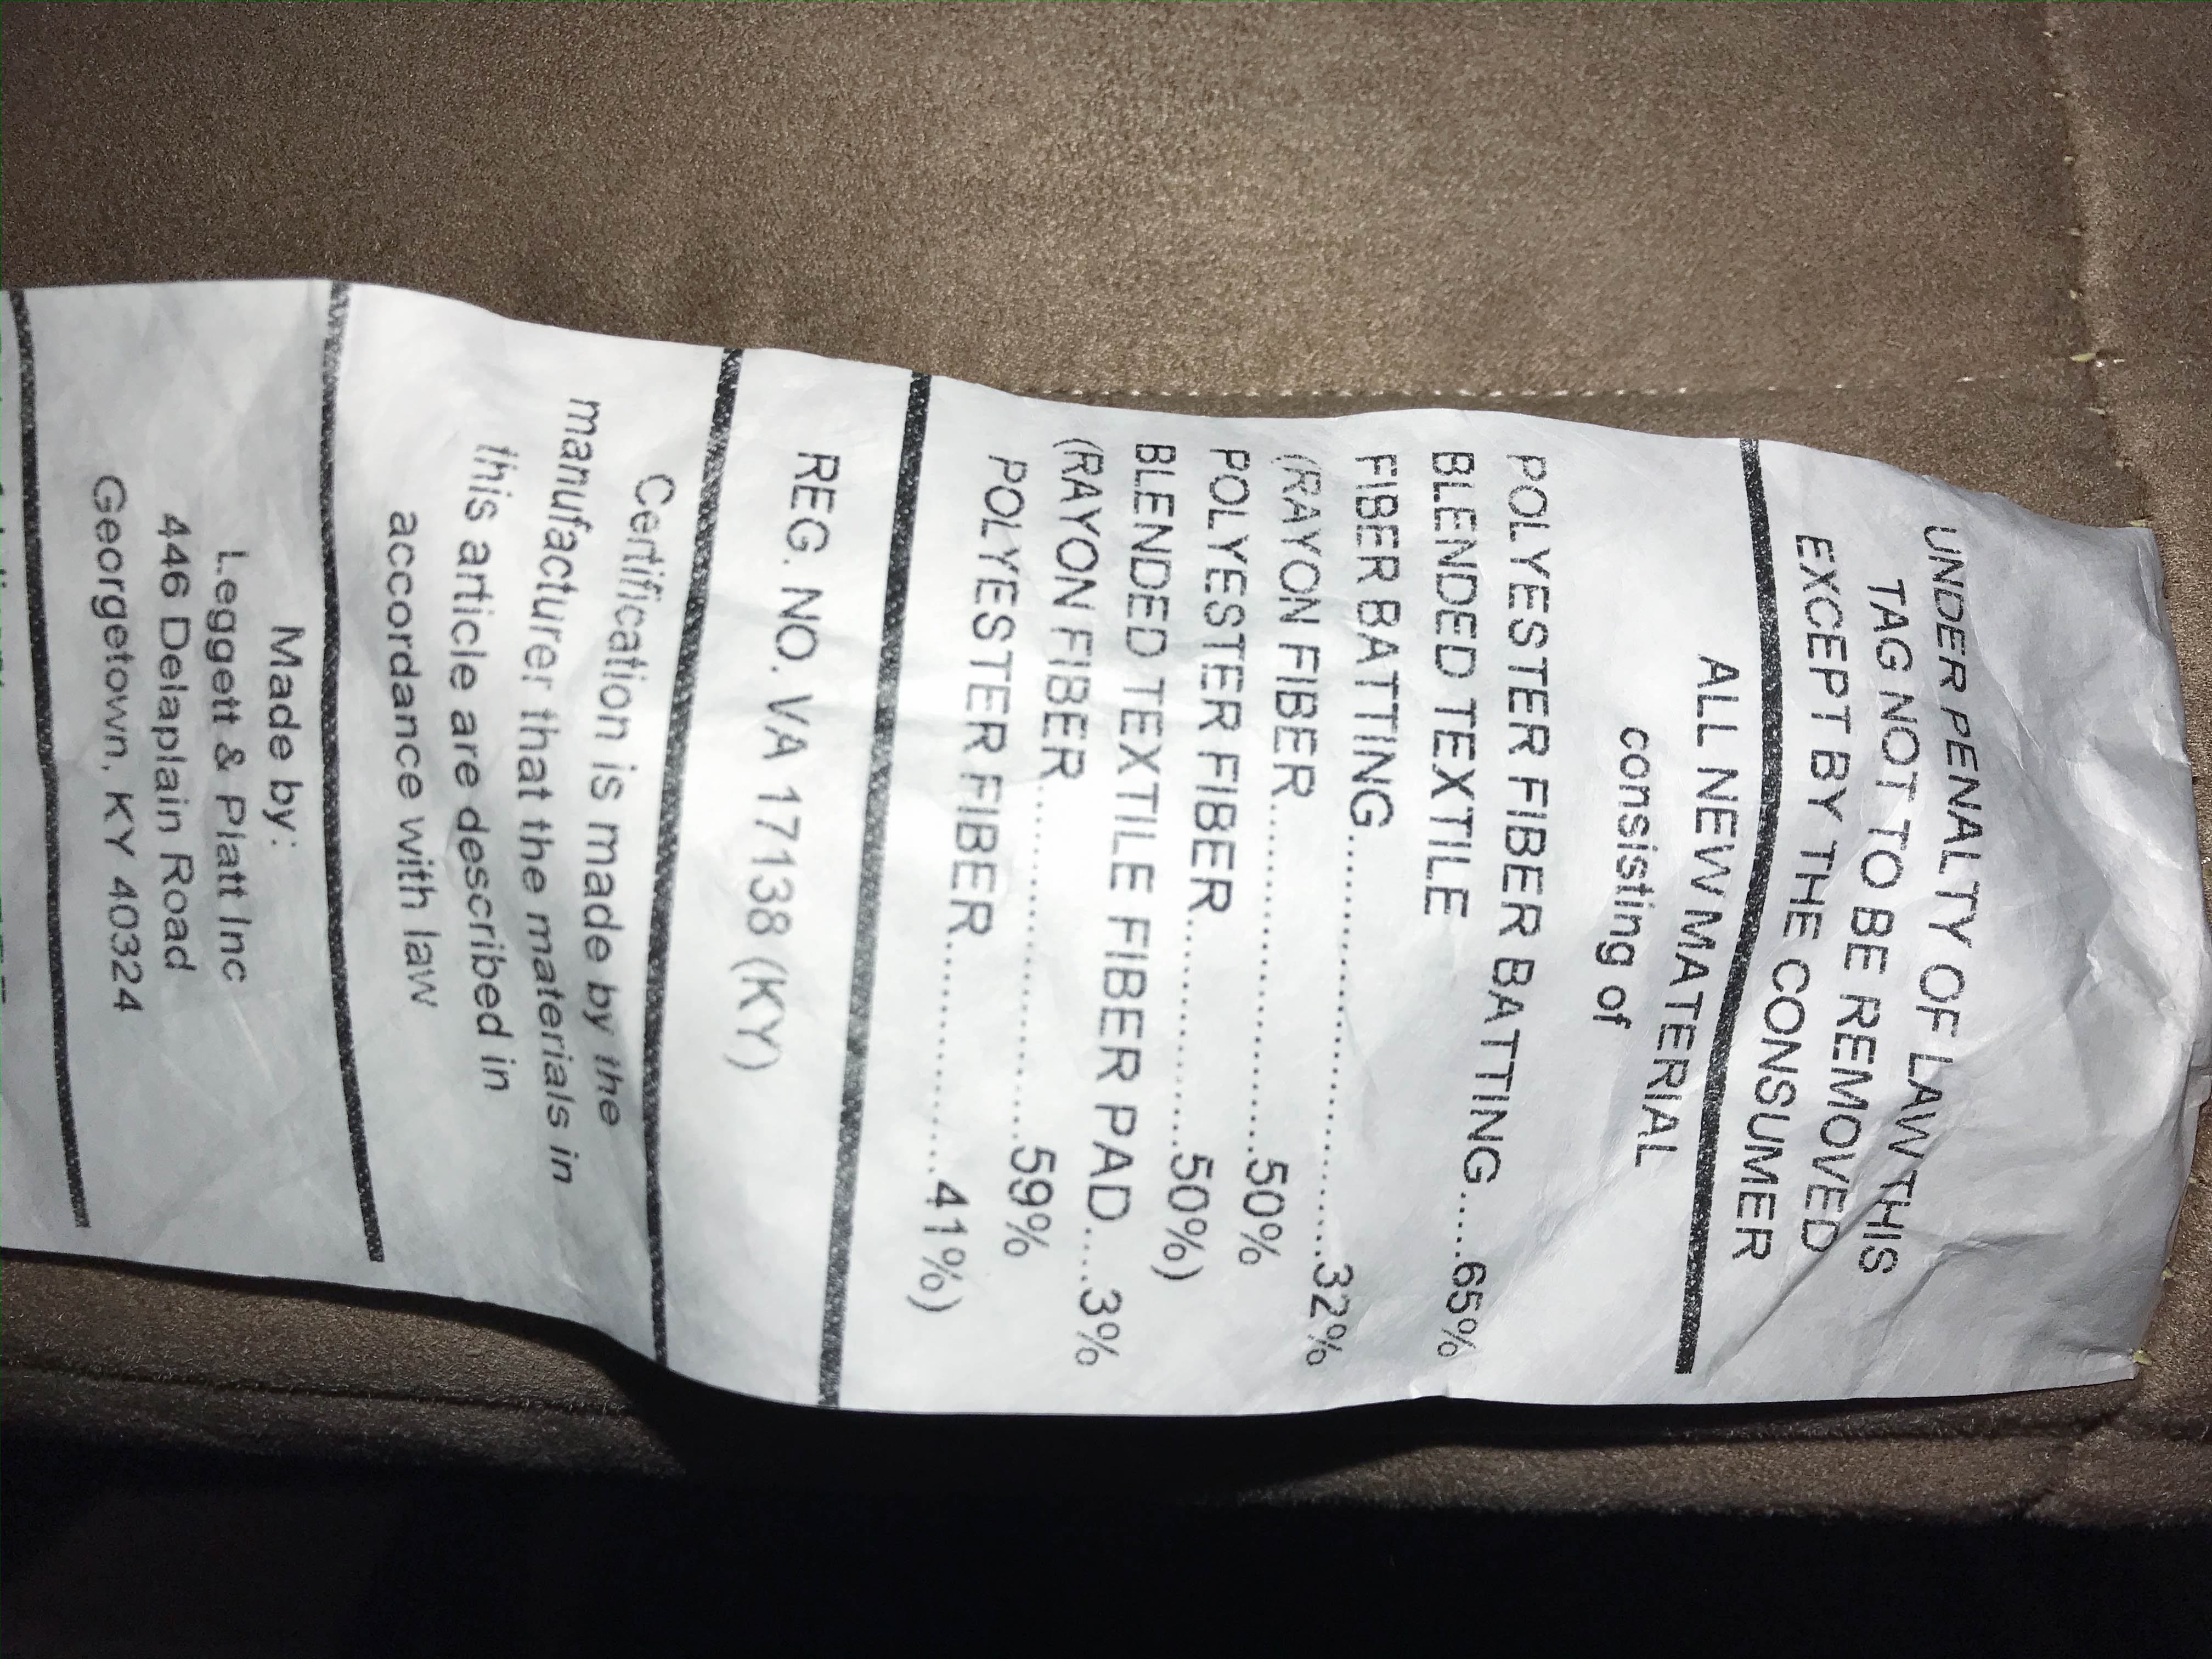 UNDER PENALTY OF LAW THIS
TAG NOT TO BE REMOVED
EXCEPT BY THE CONSUMER
ALL NEW MATERIAL
consisting of
POLYESTER FIBER BATTING.....65%
BLENDED TEXTILE
FIBER BATTING..............................32%
(RAYON FIBER..........................50%
POLYESTER FIBER.................50%)
BLENDED TEXTILE FIBER PAD....3%
(RAYON FIBER..........................59%
POLYESTER FIBER.................41%)
REG. NO. VA 17138 (KY)
Certification is made by the
manufacturer that the materials in
this article are described in
accordance with law
Made by:
Leggett & Platt Inc
446 Delaplain Road
Georgetown, KY 40324